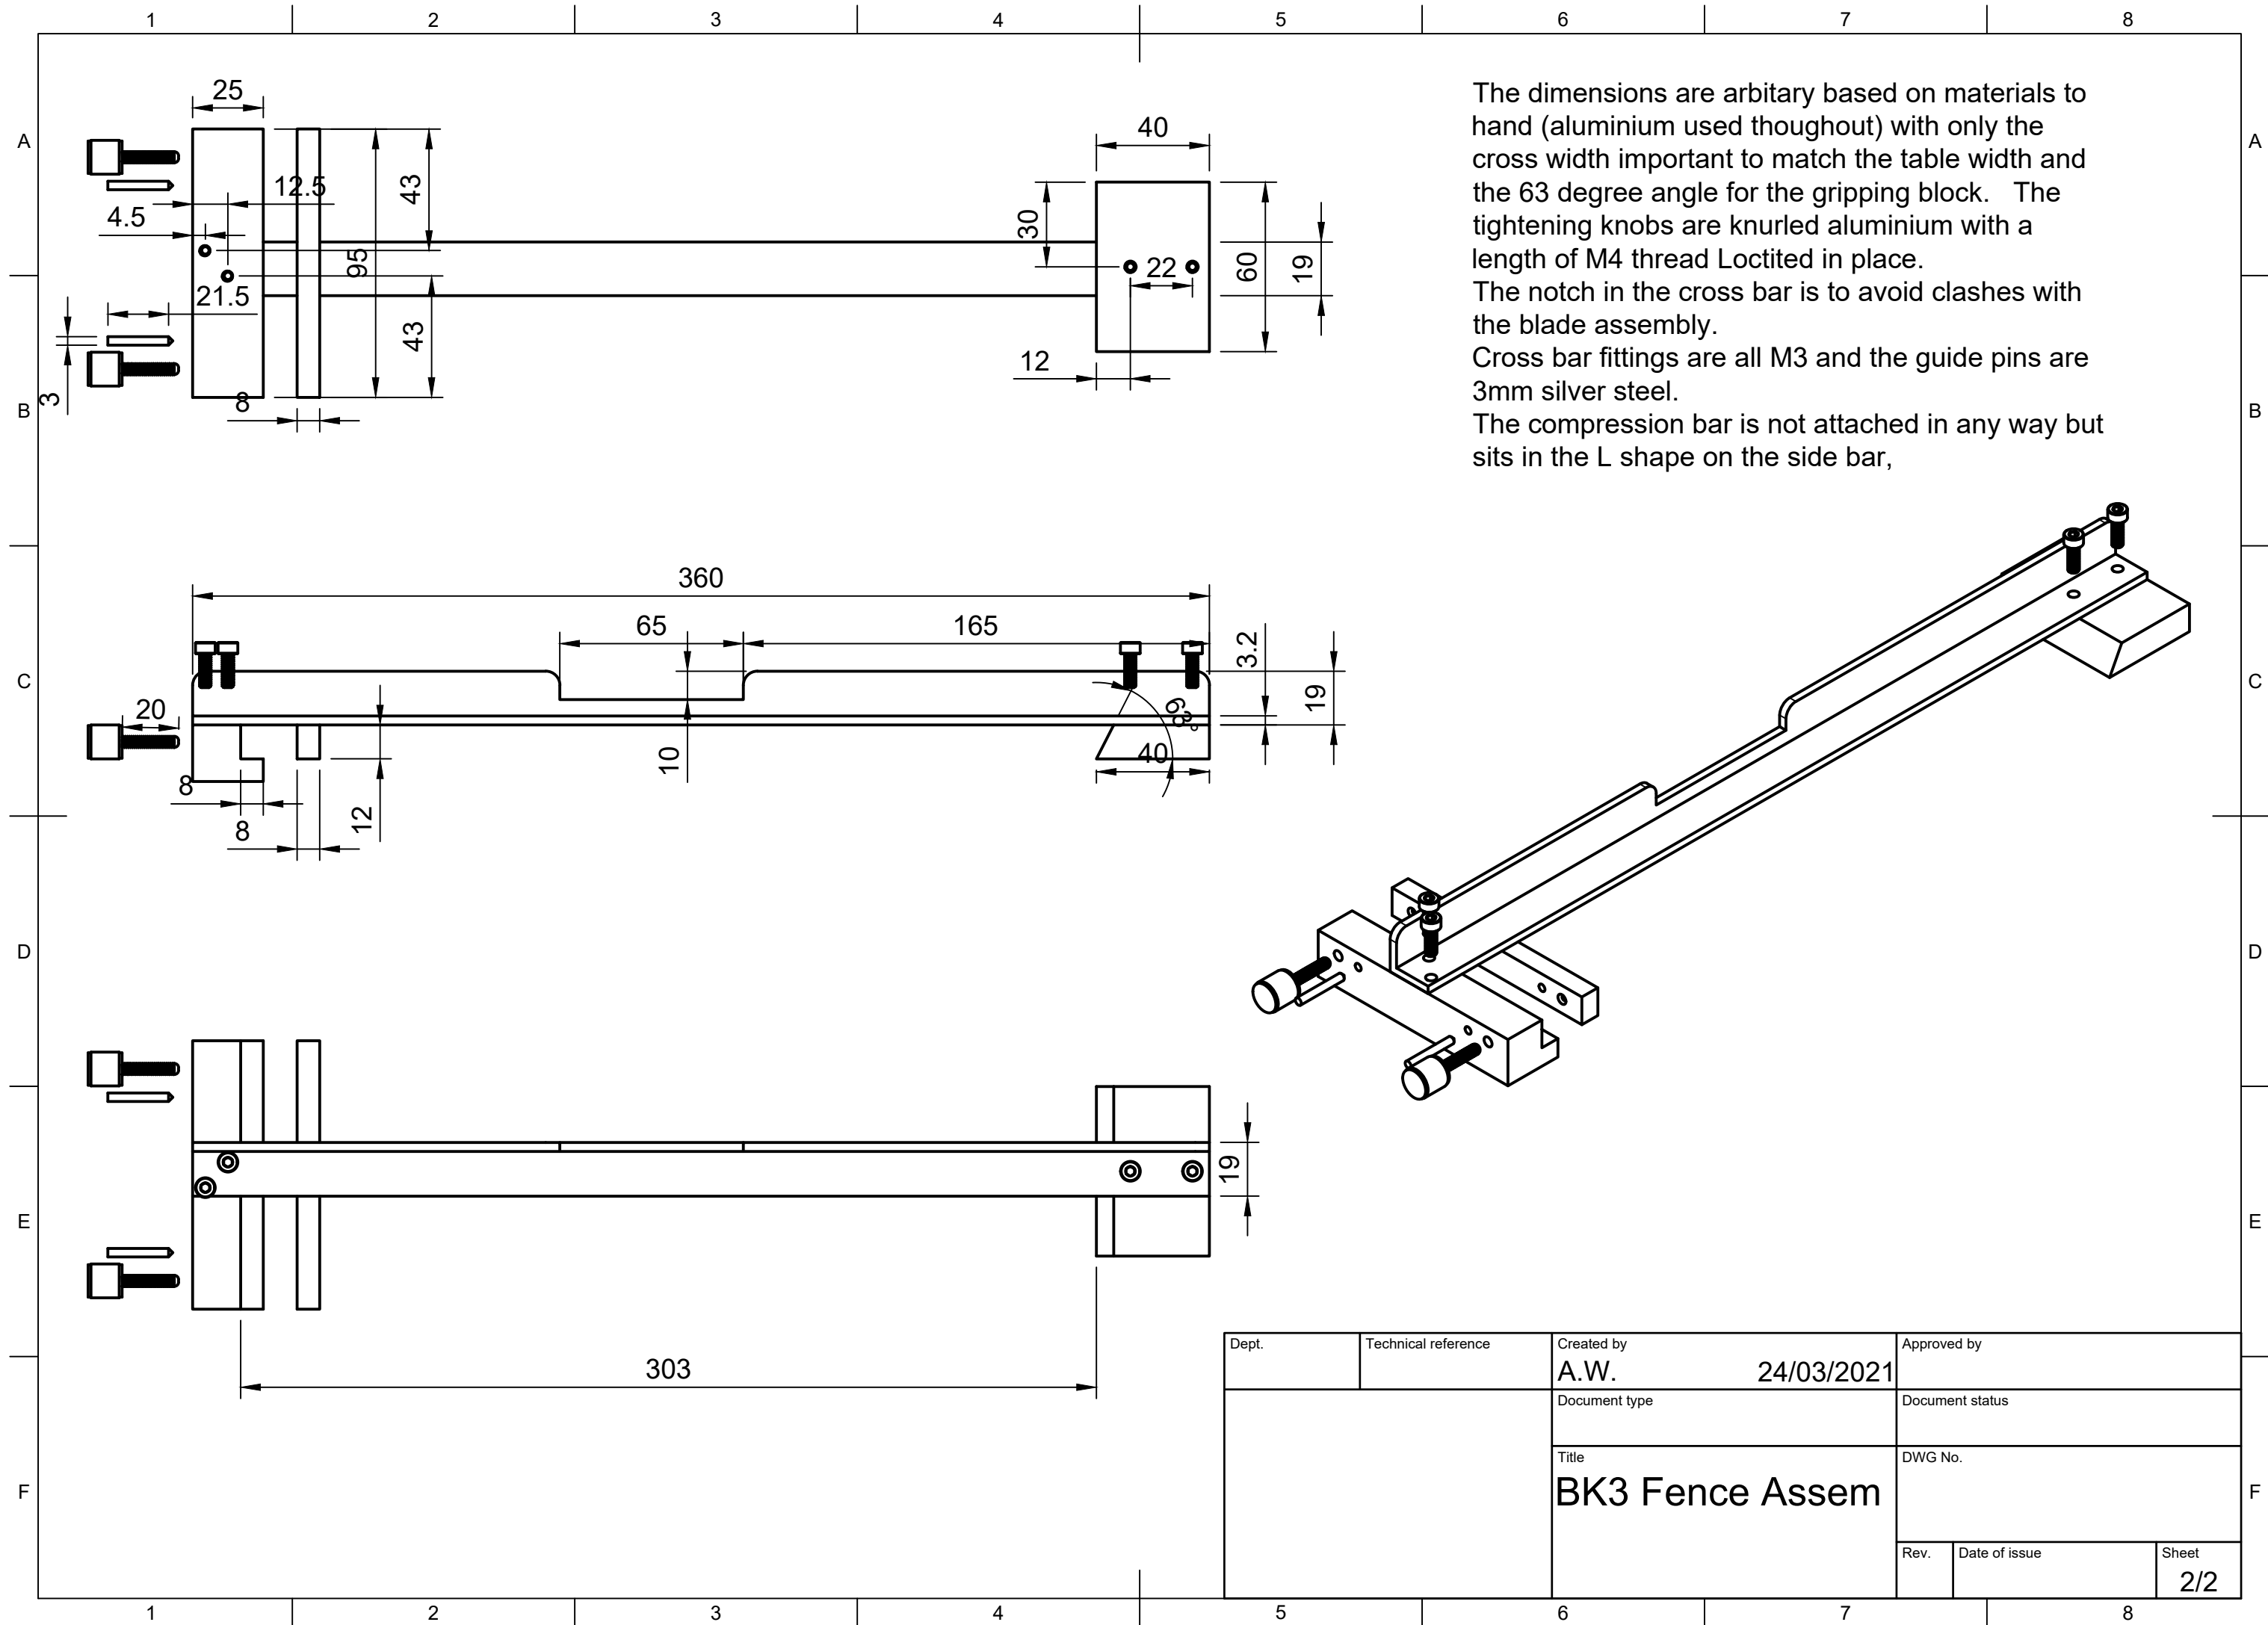 1 2 3 4 5 6 7 8
A A
B B
C C
D D
E E
F F
25
12.5
4.5
43
95
43
21.5
3
8
40
30
22
60
19
12
The dimensions are arbitary based on materials to
hand (aluminium used thoughout) with only the
cross width important to match the table width and
the 63 degree angle for the gripping block. The
tightening knobs are knurled aluminium with a
length of M4 thread Loctited in place.
The notch in the cross bar is to avoid clashes with
the blade assembly.
Cross bar fittings are all M3 and the guide pins are
3mm silver steel.
The compression bar is not attached in any way but
sits in the L shape on the side bar,
360
65
165
3.2
19
20
63°
10
40
8
8
12
19
303
Dept.
Technical reference
Created by
A.W. 24/03/2021
Approved by
Document type
Document status
Title
BK3 Fence Assem
DWG No.
Rev.
Date of issue
Sheet
2/2
1 2 3 4 5 6 7 8